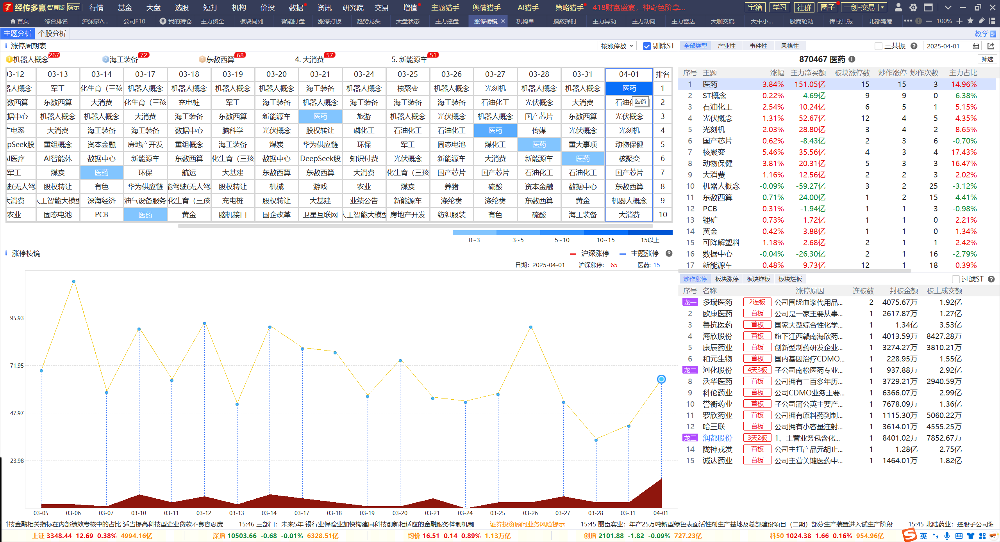 经传多赢 智尊版 演示 行情 基金 大盘 选股 短打 机构 价投 数据 资讯 研究院 交易 增值 主题猎手 舆情猎手 AI猎手 策略猎手 418财富盛宴，神奇色阶享... 宝箱 学习 社群 圈子 一创-交易
首页 综合排名 沪深京A... 公司F10 我的持仓 主力资金 板块同列 智能盯盘 涨停打板 趋势龙头 大盘状态 主力控盘 涨停棱镜 机构单 指数择时 主力异动 主力动向 主力雷达 大咖交流 大中小... 股商轮动 传导共振 北部湾港 100%
主题分析 个股分析 教学
涨停周期表 按涨停数 剔除ST
1 机器人概念 267 2 海工装备 72 3 东数西算 68 4. 大消费 57 5. 新能源车 51
03-12 03-13 03-14 03-17 03-18 03-19 03-20 03-21 03-24 03-25 03-26 03-27 03-28 03-31 04-01 排名
器人概念 军工 化生育（三孩 机器人概念 机器人概念 机器人概念 机器人概念 海工装备 机器人概念 核聚变 机器人概念 光刻机 机器人概念 机器人概念 医药 1
数西算 东数西算 大消费 化生育（三孩 充电桩 军工 海工装备 机器人概念 海工装备 海工装备 海工装备 石油化工 光伏概念 大消费 石油化 医药 2
据中心 机器人概念 机器人概念 大消费 海工装备 东数西算 新能源车 医药 旅游 机器人概念 光伏概念 机器人概念 国产芯片 东数西算 光伏概念 3
广电系 大消费 海工装备 海工装备 数据中心 脑科学 光伏概念 股权转让 磷化工 石油化工 石油化工 医药 传媒 光伏概念 光刻机 4
pSeek股 重组概念 资本金融 房地产开发 重组概念 海工装备 煤炭 华为供应链 环保 军工 固态电池 煤化工 医药 重大事项 动物保健 5
AI医疗 AI智能体 数据中心 新能源车 东数西算 化生育（三孩 数据中心 DeepSeek股 知识付费 光伏概念 新能源车 大消费 新能源车 医药 核聚变 6
军工 煤炭 医药 环保 航运 大基建 东数西算 东数西算 大消费 化生育（三孩 国产芯片 国产芯片 石油化工 石油化工 国产芯片 7
驶(无人驾 股权转让 有色 华为供应链 能驾驶(无人驾 股权转让 机械 游戏 农业 煤炭 养猪 硫酸 资本金融 数据中心 东数西算 8
大消费 人工智能大模型 深海经济 油气设备服务 化生育（三孩 充电桩 股权转让 大基建 业绩公告 新能源车 涤纶类 涤纶类 东数西算 黄金 机器人概念 9
农业 固态电池 PCB 医药 黄金 脑机接口 国企改革 卫星互联网 人工智能大模型 房地产开发 纺织服装 有色 硫酸 海工装备 大消费 10
0~3 3~5 5~10 10~15 15以上
涨停棱镜 沪深涨停 主题涨停
日期： 2025-04-01 沪深涨停： 65 医药: 15
95.93
71.95
47.97
23.98
03-05 03-06 03-07 03-10 03-11 03-12 03-13 03-14 03-17 03-18 03-19 03-20 03-21 03-24 03-25 03-26 03-27 03-28 03-31 04-01
全部类型 产业性 事件性 风格性 三共振 2025-04-01
870467 医药 筛选
序号 主题 涨幅 主力净买额 板块涨停数 炒作涨停 炒作次数 主力占比
1 医药 3.84% 151.05亿 15 15 3 14.96%
2 ST概念 0.22% -4.69亿 9 9 0 -6.38%
3 石油化工 2.54% 10.24亿 6 5 1 5.15%
4 光伏概念 1.31% 52.67亿 12 4 5 4.35%
5 光刻机 2.03% 28.80亿 3 4 2 8.65%
6 国产芯片 0.62% -8.43亿 2 3 6 -0.70%
7 核聚变 5.46% 35.56亿 4 3 4 17.43%
8 动物保健 3.81% 20.31亿 5 3 3 16.47%
9 大消费 1.16% 12.56亿 2 2 3 2.02%
10 机器人概念 -0.09% -59.27亿 3 2 25 -3.12%
11 东数西算 -0.71% -24.00亿 1 2 15 -4.41%
12 PCB 0.31% -1.94亿 1 1 3 -0.98%
13 锂矿 0.73% 1.72亿 1 1 0 2.21%
14 黄金 0.42% 3.88亿 1 1 0 1.34%
15 可降解塑料 1.18% 2.68亿 2 1 1 2.42%
16 数据中心 -0.04% -26.30亿 2 1 16 -2.79%
17 新能源车 0.48% 9.73亿 12 1 18 0.39%
炒作涨停 板块涨停 板块炸板 板块烂板 过滤ST
序号 名称 涨停原因 连板数 封板金额 板上成交额
龙一 多瑞医药 2连板 公司围绕血浆代用品... 2 4075.67万 1.92亿
2 欧康医药 首板 公司是一家主要从事... 1 2617.87万 1.27亿
3 鲁抗医药 首板 国家大型综合性化学... 1 1.34亿 3.53亿
4 海欣股份 首板 旗下江西赣南海欣药... 1 4013.59万 8427.28万
5 康辰药业 首板 创新型制药研发企业... 1 3274.27万 3810.21万
6 和元生物 首板 国内基因治疗CDMO... 1 228.95万 1.55亿
龙二 河化股份 4天3板 子公司南松医药专业... 1 937.88万 2.92亿
8 沃华医药 首板 公司拥有二百多年历... 1 3729.21万 2940.59万
9 科伦药业 首板 公司CDMO业务主要... 1 6366.07万 2.99亿
10 誉衡药业 首板 子公司蒲公英主要产... 1 7678.09万 1.36亿
11 罗欣药业 首板 公司拥有原料药到制... 1 1115.30万 5060.22万
12 哈三联 首板 公司拥有小容量注射... 1 3614.01万 4555.25万
龙三 润都股份 3天2板 1、主营业务包含化... 1 8401.02万 7852.67万
14 陇神戎发 首板 公司主打产品元胡止... 1 1.28亿 2.75亿
15 诚达药业 首板 公司主营关键医药中... 1 1464.01万 1.82亿
科技金融相关指标在内部绩效考核中的占比 适当提高科技型企业贷款不良容忍度 15:46 三部门：未来5年 银行业保险业加快构建同科技创新相适应的金融服务体制机制 证券投资顾问业务风险提示 15:45 丽臣实业：年产25万吨新型绿色表面活性剂生产基地及总部建设项目（二期）部分生产装置进入试生产阶段 15:45 北陆药业：控股子公司海
上证 3348.44 12.69 0.38% 4994.16亿 深指 10503.66 -0.68 -0.01% 6328.51亿 均价 16.51 0.14 0.89% 1.13万亿 创指 2101.88 -1.82 -0.09% 727.23亿 科50 1024.38 1.66 0.16% 954.96亿 英